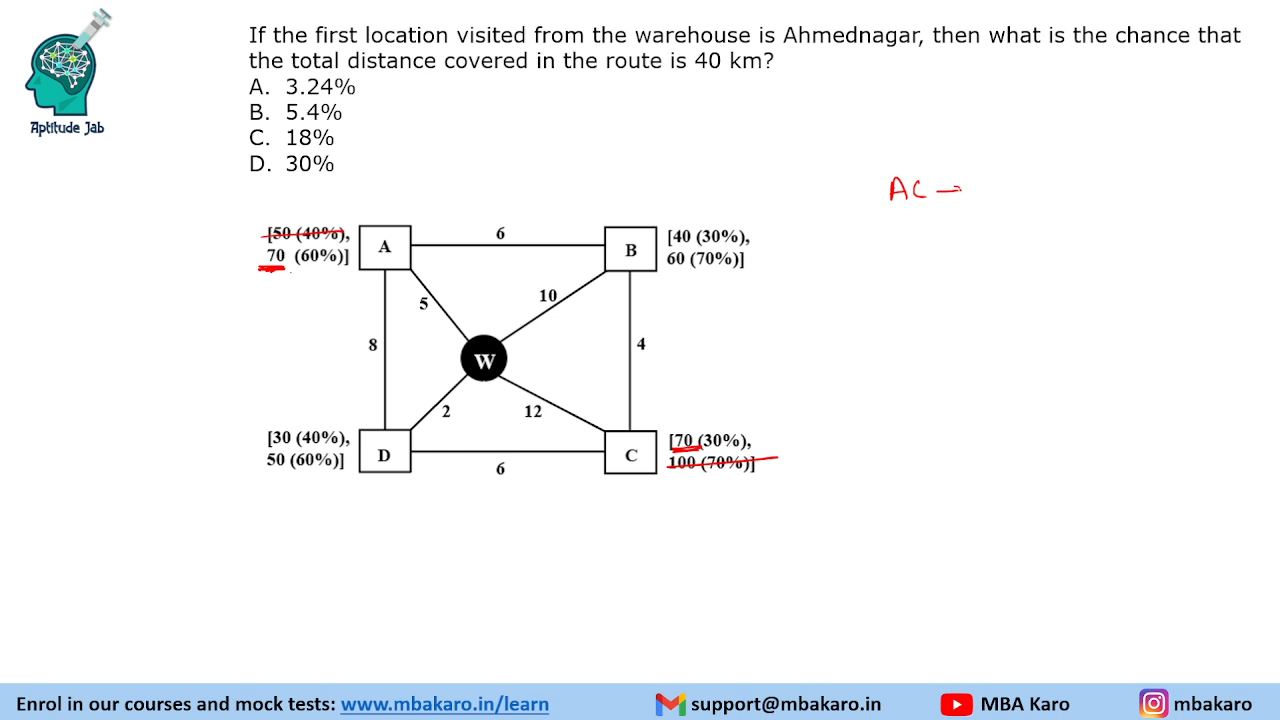 If the first location visited from the warehouse is Ahmednagar, then what is the chance that
the total distance covered in the route is 40 km?
A. 3.24%
B. 5.4%
C. 18%
D. 30%
Aptitude Jab
AC →
[50 (40%),
70 (60%)]
A
6
B
[40 (30%),
60 (70%)]
5
10
8
W
4
2
12
[30 (40%),
50 (60%)]
D
6
C
[70 (30%),
100 (70%)]
Enrol in our courses and mock tests: www.mbakaro.in/learn
support@mbakaro.in
MBA Karo
mbakaro